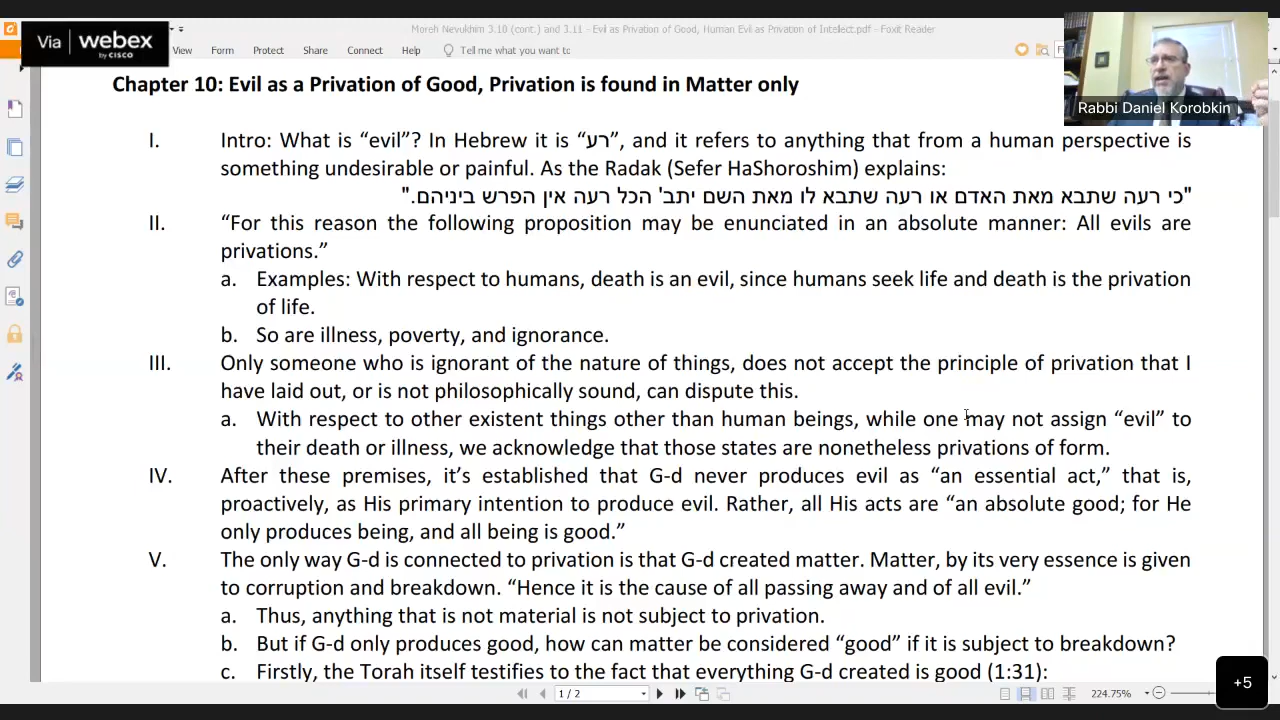 Via webex
by CISCO
Moreh Nevukhim 3.10 (cont.) and 3.11 - Evil as Privation of Good, Human Evil as Privation of Intellect.pdf - Foxit Reader
View Form Protect Share Connect Help Tell me what you want to
Rabbi Daniel Korobkin
Chapter 10: Evil as a Privation of Good, Privation is found in Matter only
I. Intro: What is “evil”? In Hebrew it is “רע”, and it refers to anything that from a human perspective is
something undesirable or painful. As the Radak (Sefer HaShoroshim) explains:
"כי רעה שתבא מאת האדם או רעה שתבא לו מאת השם יתב' הכל רעה אין הפרש ביניהם."
II. “For this reason the following proposition may be enunciated in an absolute manner: All evils are
privations.”
a. Examples: With respect to humans, death is an evil, since humans seek life and death is the privation
of life.
b. So are illness, poverty, and ignorance.
III. Only someone who is ignorant of the nature of things, does not accept the principle of privation that I
have laid out, or is not philosophically sound, can dispute this.
a. With respect to other existent things other than human beings, while one may not assign “evil” to
their death or illness, we acknowledge that those states are nonetheless privations of form.
IV. After these premises, it’s established that G-d never produces evil as “an essential act,” that is,
proactively, as His primary intention to produce evil. Rather, all His acts are “an absolute good; for He
only produces being, and all being is good.”
V. The only way G-d is connected to privation is that G-d created matter. Matter, by its very essence is given
to corruption and breakdown. “Hence it is the cause of all passing away and of all evil.”
a. Thus, anything that is not material is not subject to privation.
b. But if G-d only produces good, how can matter be considered “good” if it is subject to breakdown?
c. Firstly, the Torah itself testifies to the fact that everything G-d created is good (1:31):
1 / 2
224.75%
+5